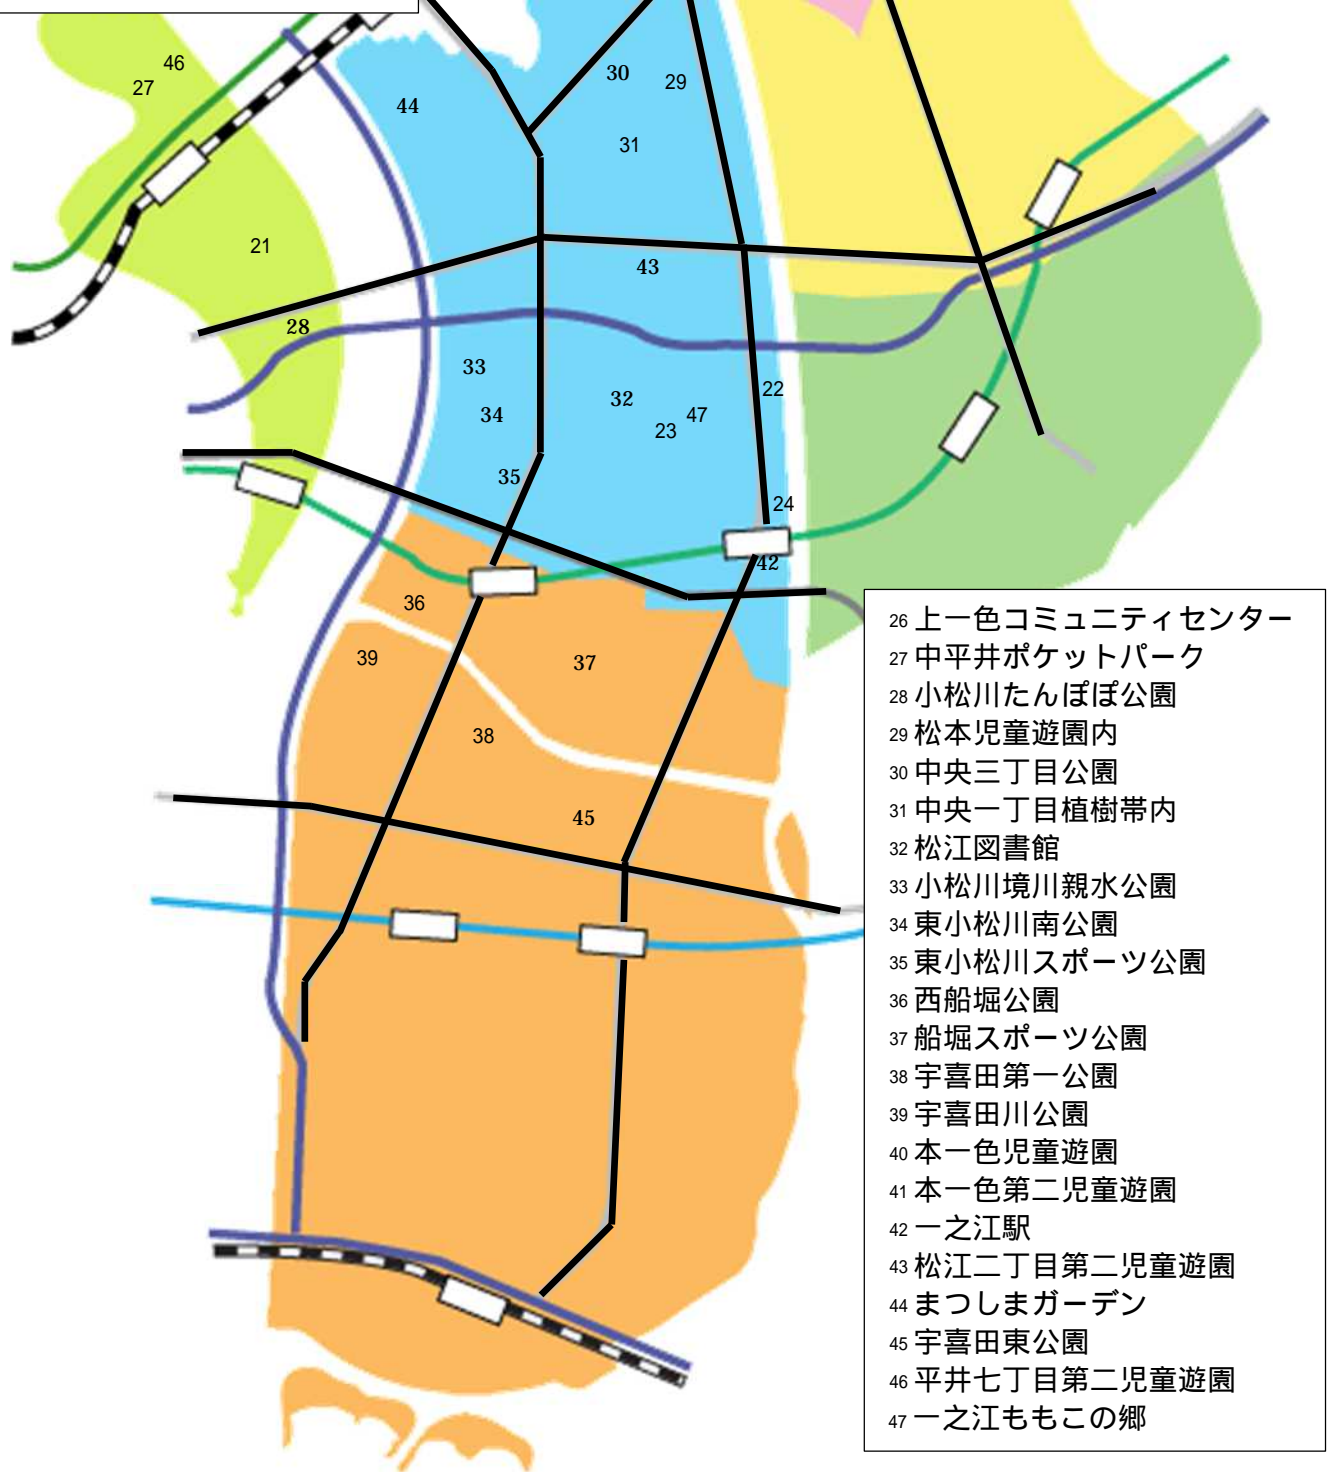 46
27
30
29
44
31
21
43
28
33
22
32
34
47
23
35
24
42
36
39
37
38
45
26 上一色コミュニティセンター
27 中平井ポケットパーク
28 小松川たんぽぽ公園
29 松本児童遊園内
30 中央三丁目公園
31 中央一丁目植樹帯内
32 松江図書館
33 小松川境川親水公園
34 東小松川南公園
35 東小松川スポーツ公園
36 西船堀公園
37 船堀スポーツ公園
38 宇喜田第一公園
39 宇喜田川公園
40 本一色児童遊園
41 本一色第二児童遊園
42 一之江駅
43 松江二丁目第二児童遊園
44 まつしまガーデン
45 宇喜田東公園
46 平井七丁目第二児童遊園
47 一之江ももこの郷